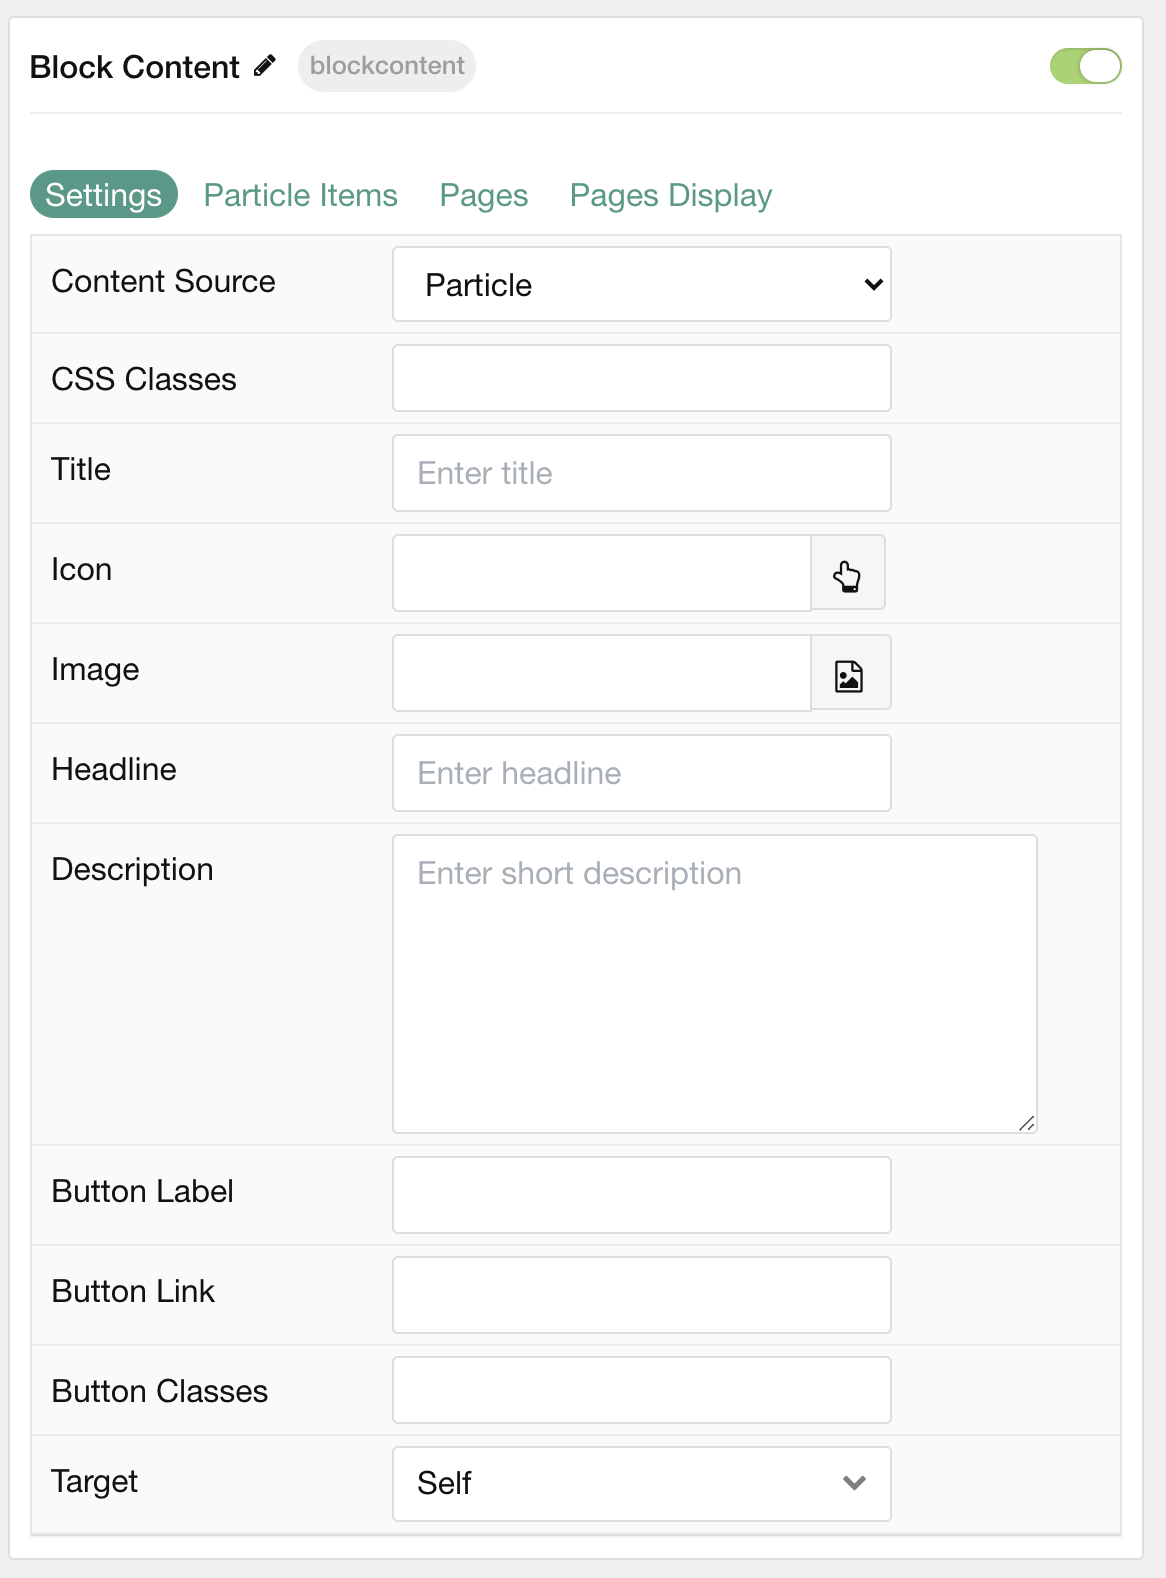 Block Content blockcontent
Settings Particle Items Pages Pages Display
Content Source Particle
CSS Classes
Title Enter title
Icon
Image
Headline Enter headline
Description Enter short description
Button Label
Button Link
Button Classes
Target Self